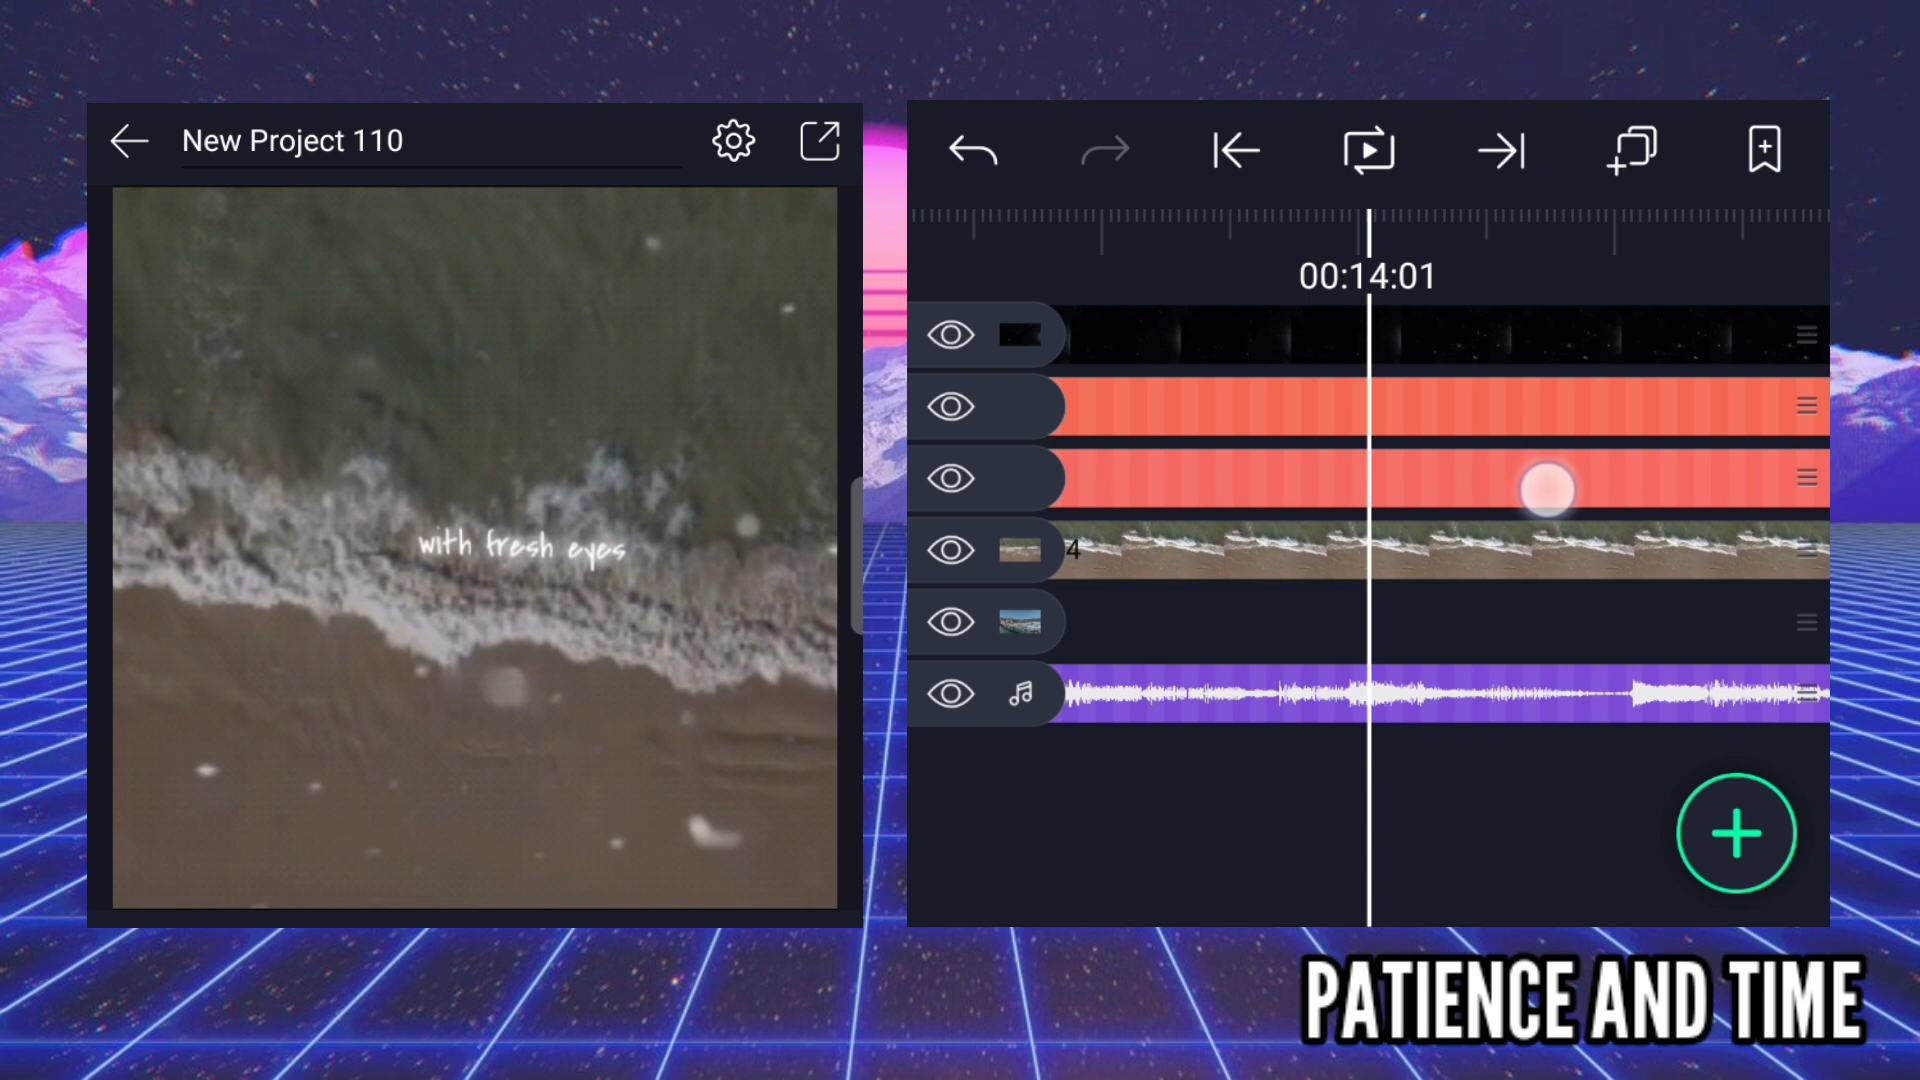 New Project 110
with fresh eyes
00:14:01
4
PATIENCE AND TIME